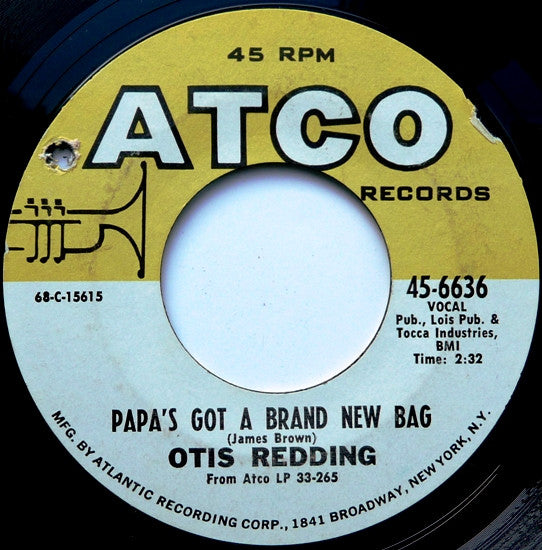 45 RPM
ATCO
RECORDS
68-C-15615
45-6636
VOCAL
Pub., Lois Pub. &
Tocca Industries,
BMI
Time: 2:32
PAPA'S GOT A BRAND NEW BAG
(James Brown)
OTIS REDDING
From Atco LP 33-265
MFG. BY ATLANTIC RECORDING CORP., 1841 BROADWAY, NEW YORK, N.Y.